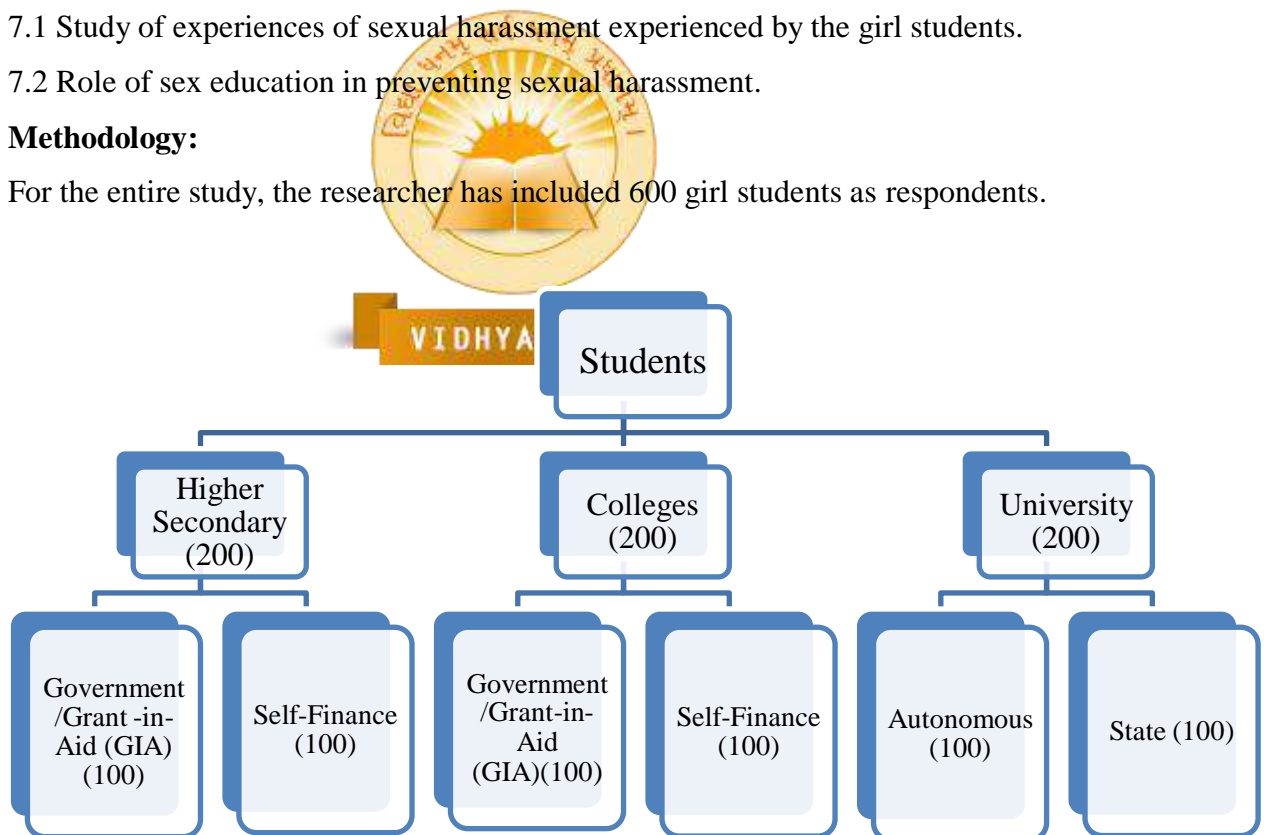 7.1 Study of experiences of sexual harassment experienced by the girl students.
7.2 Role of sex education in preventing sexual harassment.
Methodology:
For the entire study, the researcher has included 600 girl students as respondents.
VIDHYA
Students
Higher
Secondary
(200)
Colleges
(200)
University
(200)
Government
/Grant -in-
Aid (GIA)
(100)
Self-Finance
(100)
Government
/Grant-in-
Aid
(GIA)(100)
Self-Finance
(100)
Autonomous
(100)
State (100)